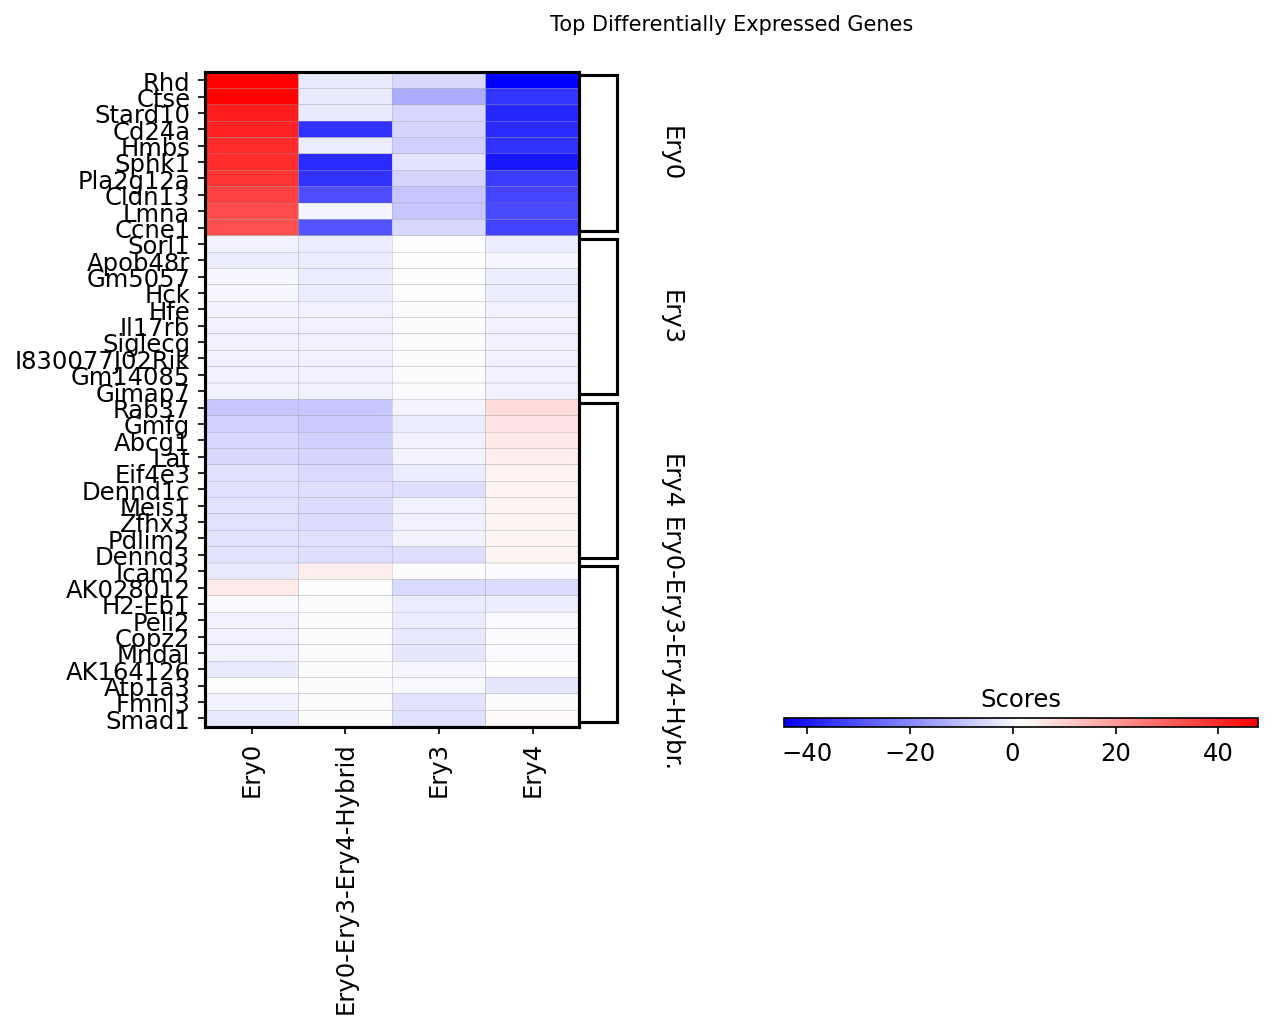 Top Differentially Expressed Genes
Rhd
Ctse
Stard10
Cd24a
Hmbs
Sphk1
Pla2g12a
Cldn13
Lmna
Ccne1
Sorl1
Apob48r
Gm5057
Hck
Hfe
Il17rb
Siglecg
I830077J02Rik
Gm14085
Gimap7
Rab37
Gmfg
Abcg1
Lat
Eif4e3
Dennd1c
Meis1
Zfhx3
Pdlim2
Dennd3
Icam2
AK028012
H2-Eb1
Peli2
Copz2
Mndal
AK164126
Atp1a3
Fmnl3
Smad1
Ery0
Ery3
Ery4
Ery0-Ery3-Ery4-Hybr.
Ery0
Ery0-Ery3-Ery4-Hybrid
Ery3
Ery4
Scores
−40 −20 0 20 40